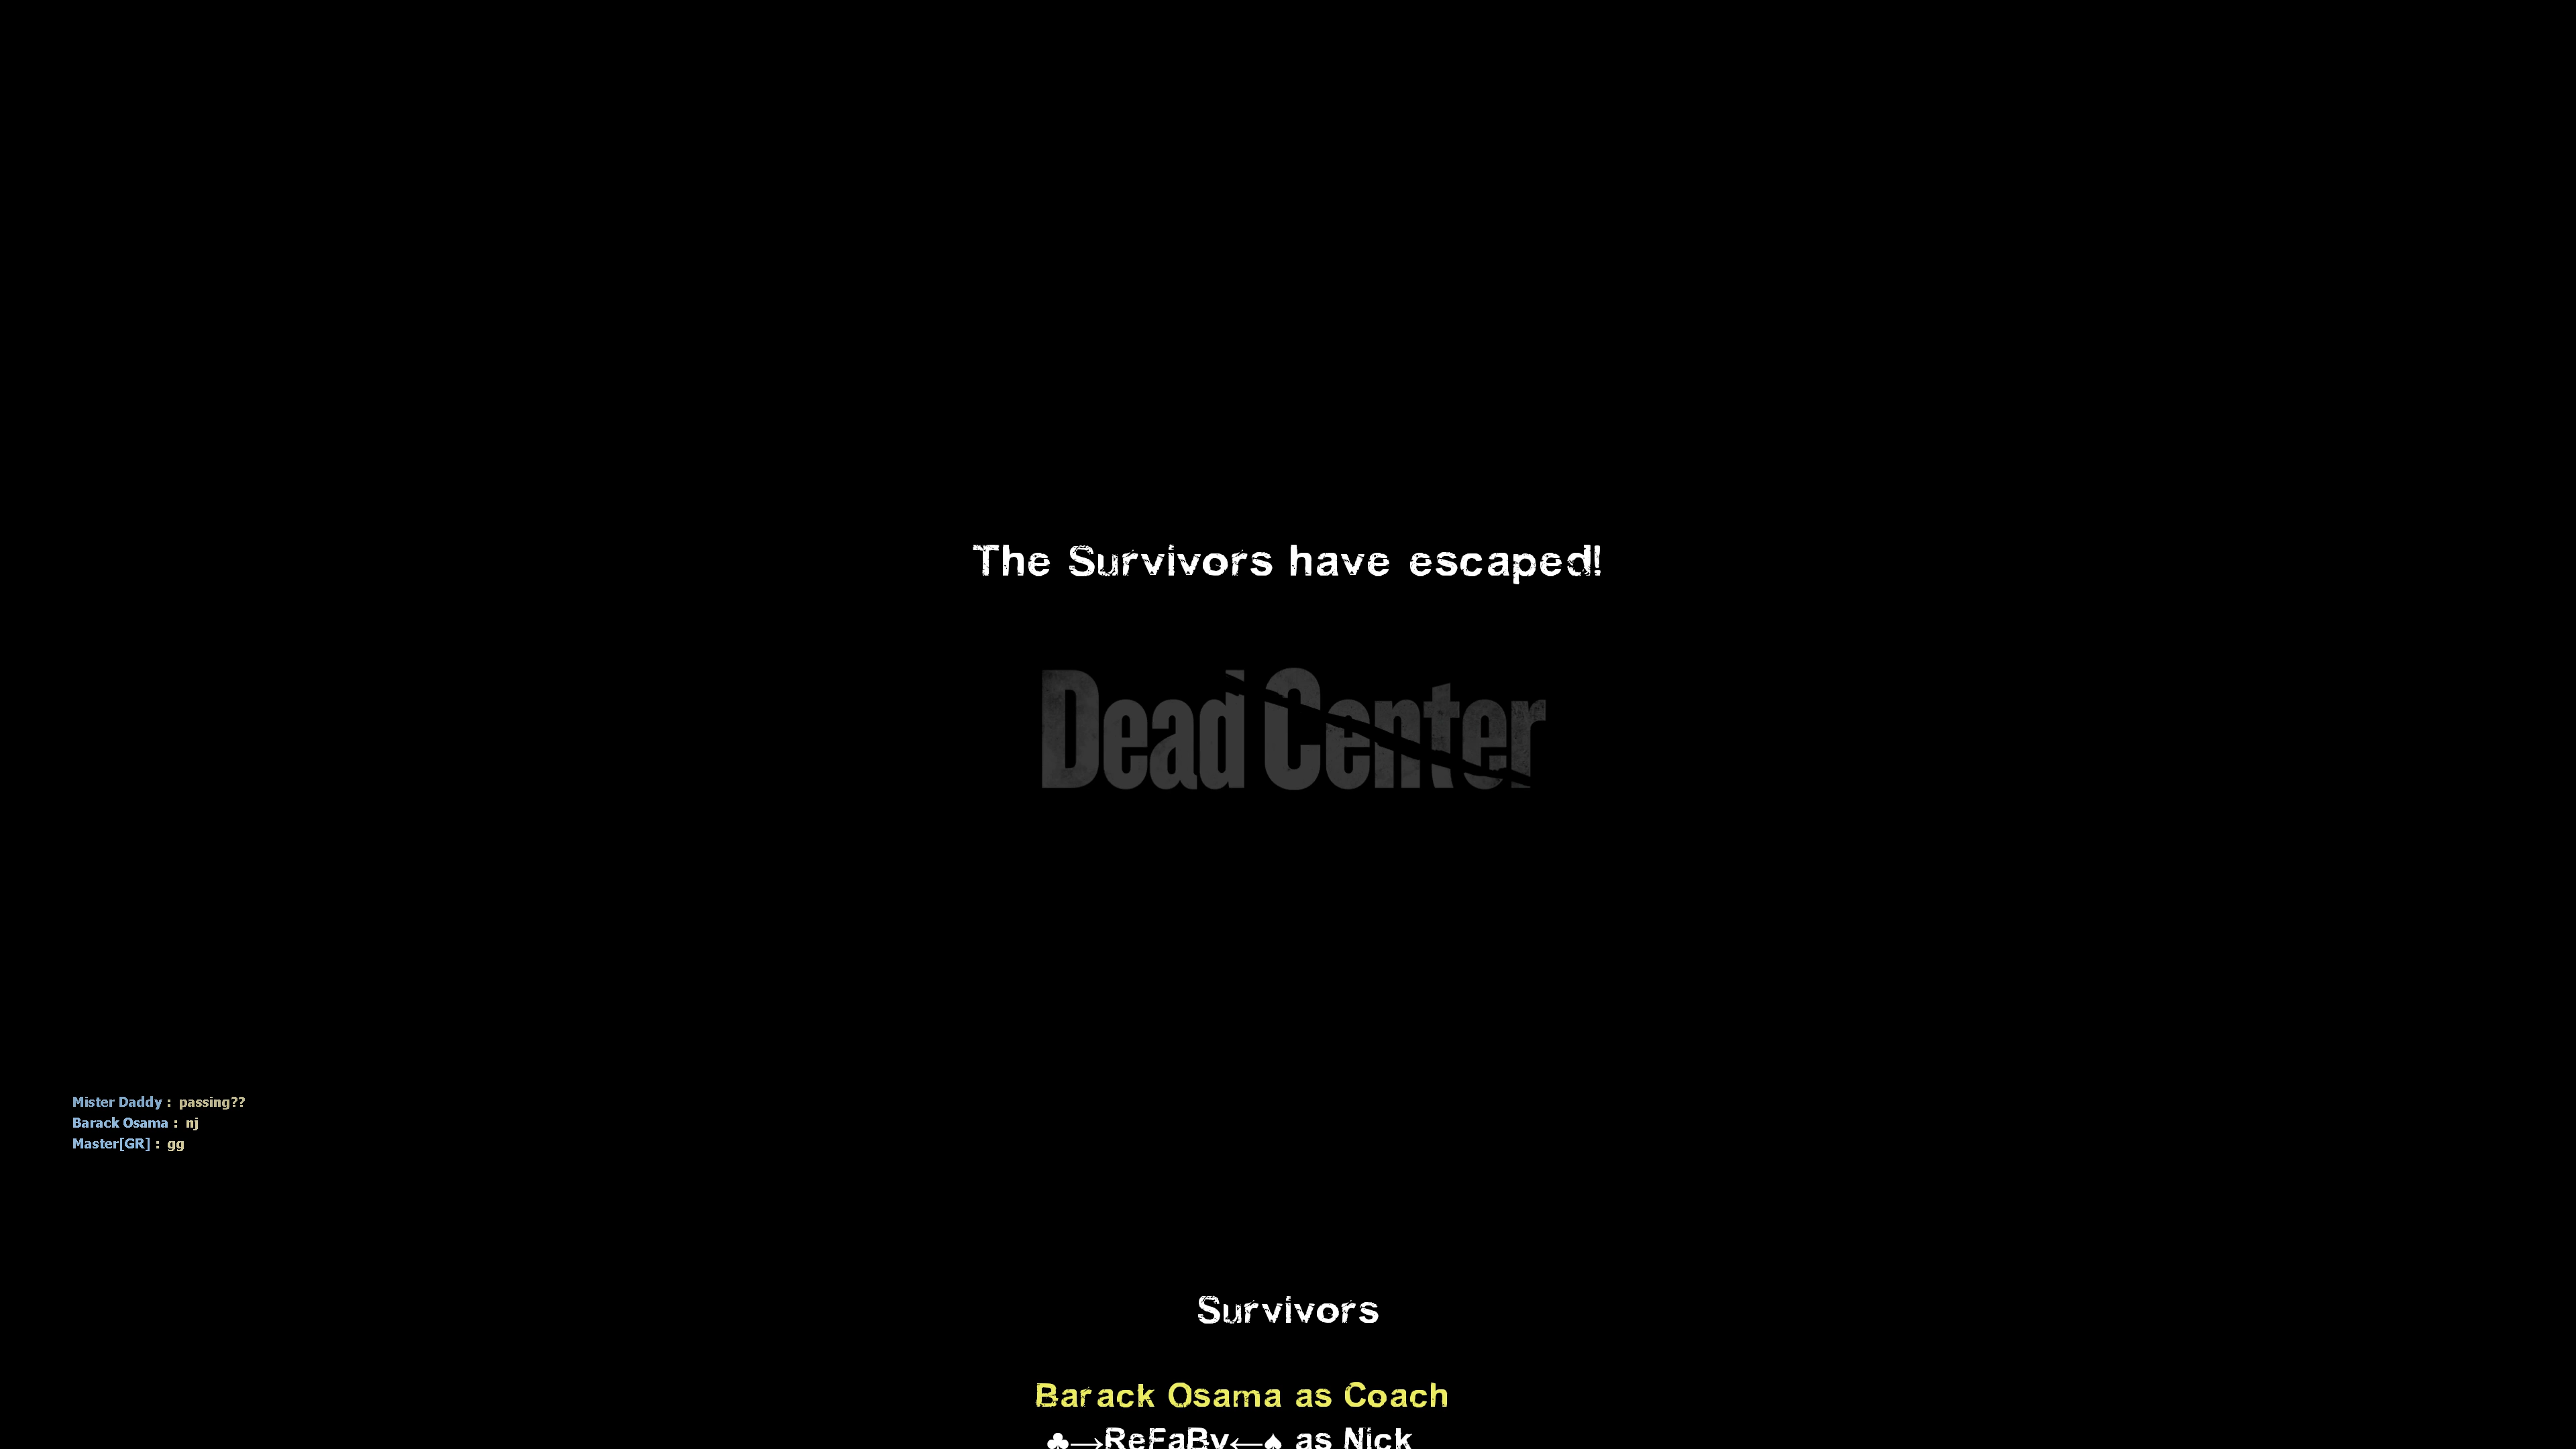 The Survivors have escaped!
Dead Center
Mister Daddy : passing??
Barack Osama : nj
Master[GR] : gg
Survivors
Barack Osama as Coach
♣→ReFaBy←♠ as Nick